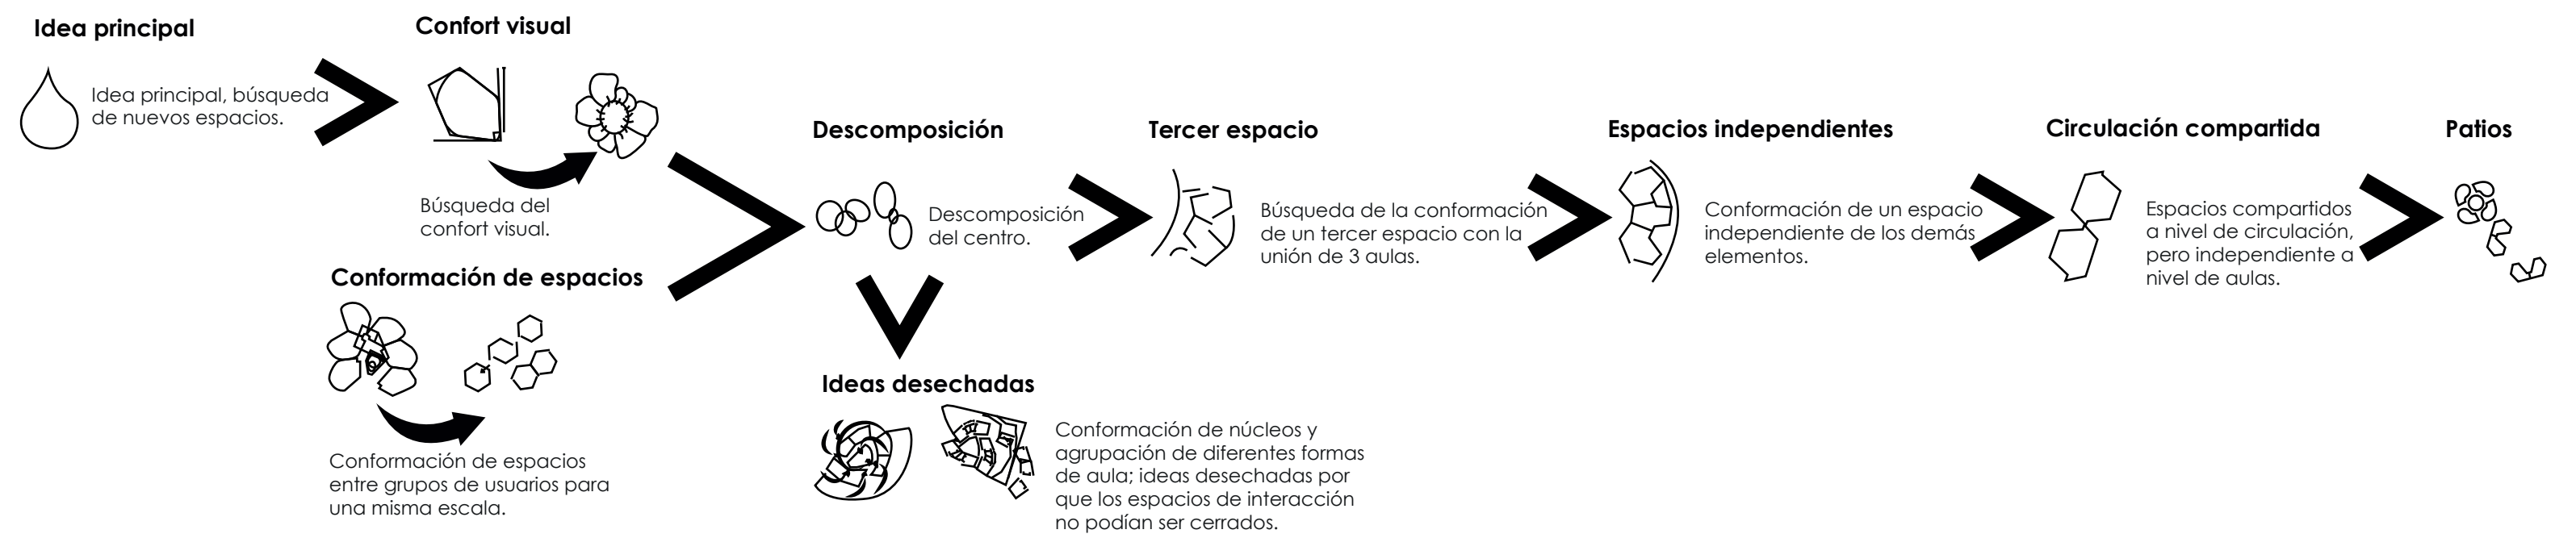 Idea principal
Idea principal, búsqueda
de nuevos espacios.
Confort visual
Búsqueda del
confort visual.
Conformación de espacios
Conformación de espacios
entre grupos de usuarios para
una misma escala.
Descomposición
Descomposición
del centro.
Ideas desechadas
Conformación de núcleos y
agrupación de diferentes formas
de aula; ideas desechadas por
que los espacios de interacción
no podían ser cerrados.
Tercer espacio
Búsqueda de la conformación
de un tercer espacio con la
unión de 3 aulas.
Espacios independientes
Conformación de un espacio
independiente de los demás
elementos.
Circulación compartida
Espacios compartidos
a nivel de circulación,
pero independiente a
nivel de aulas.
Patios